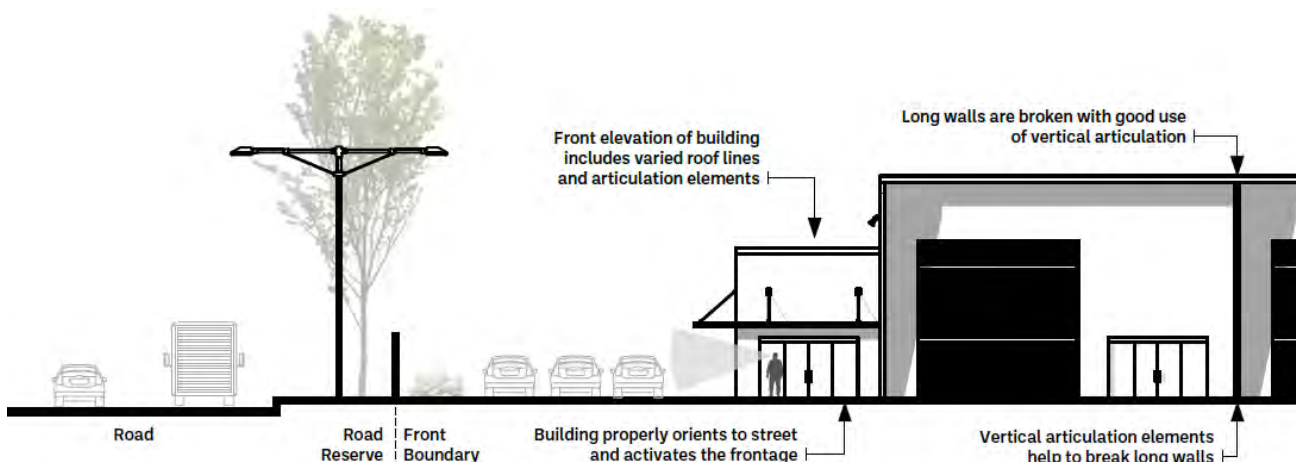 Long walls are broken with good use
of vertical articulation
Front elevation of building
includes varied roof lines
and articulation elements
Road
Road
Reserve
Front
Boundary
Building properly orients to street
and activates the frontage
Vertical articulation elements
help to break long walls